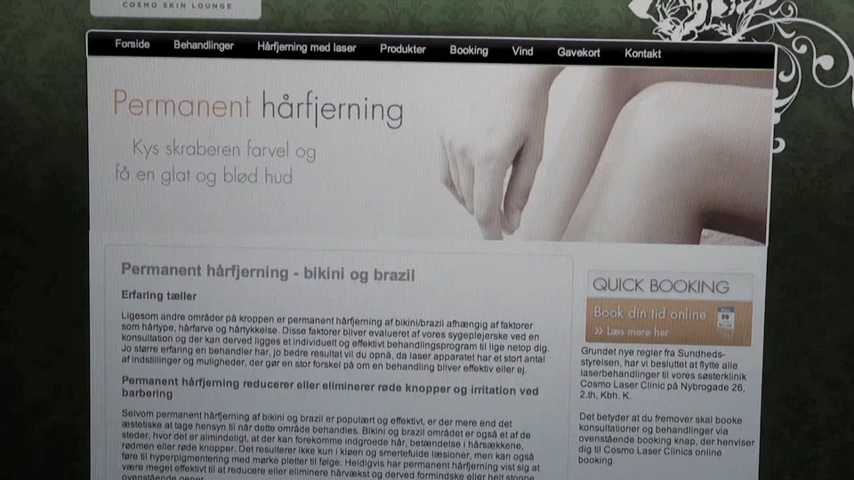 COSMO SKIN LOUNGE
Forside Behandlinger Hårfjerning med laser Produkter Booking Vind Gavekort Kontakt
Permanent hårfjerning
Kys skraberen farvel og
få en glat og blød hud
Permanent hårfjerning - bikini og brazil
Erfaring tæller
Ligesom andre områder på kroppen er permanent hårfjerning af bikini/brazil afhængig af faktorer
som hårtype, hårfarve og hårtykkelse. Disse faktorer bliver evalueret af vores sygeplejerske ved en
konsultation og der kan derved lægges et individuelt og effektivt behandlingsprogram til lige netop dig.
Jo større erfaring en behandler har, jo bedre resultat vil du opnå, da laser apparatet har et stort antal
af indstillinger og muligheder, der gør en stor forskel på om en behandling bliver effektiv eller ej.
Permanent hårfjerning reducerer eller eliminerer røde knopper og irritation ved
barbering
Selvom permanent hårfjerning af bikini og brazil er populært og effektivt, er der mere end det
æstetiske at tage hensyn til når dette område behandles. Bikini og brazil området er også et af de
steder, hvor det er almindeligt, at der kan forekomme indgroede hår, betændelse i hårsækkene,
rødmen eller røde knopper. Det resulterer ikke kun i kløen og smertefulde læsioner, men kan også
føre til hyperpigmentering med mørke pletter til følge. Heldigvis har permanent hårfjerning vist sig at
være meget effektivt til at reducere eller eliminere hårvækst og derved formindske eller helt stoppe
ovenstående gener.
QUICK BOOKING
Book din tid online
>> Læs mere her
Grundet nye regler fra Sundheds-
styrelsen, har vi besluttet at flytte alle
laserbehandlinger til vores søsterklinik
Cosmo Laser Clinic på Nybrogade 26,
2.th, Kbh. K.
Det betyder at du fremover skal booke
konsultationer og behandlinger via
ovenstående booking knap, der henviser
dig til Cosmo Laser Clinics online
booking.